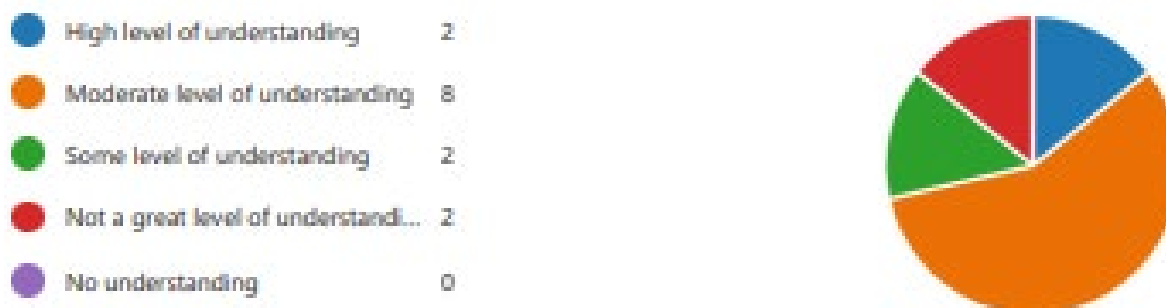 High level of understanding 2
Moderate level of understanding 8
Some level of understanding 2
Not a great level of understandi... 2
No understanding 0